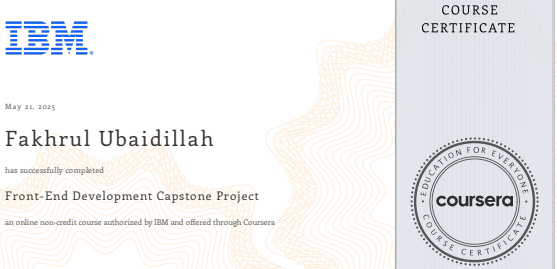 IBM®
May 21, 2025
Fakhrul Ubaidillah
has successfully completed
Front-End Development Capstone Project
an online non-credit course authorized by IBM and offered through Coursera
COURSE
CERTIFICATE
EDUCATION FOR EVERYONE
coursera
COURSE CERTIFICATE